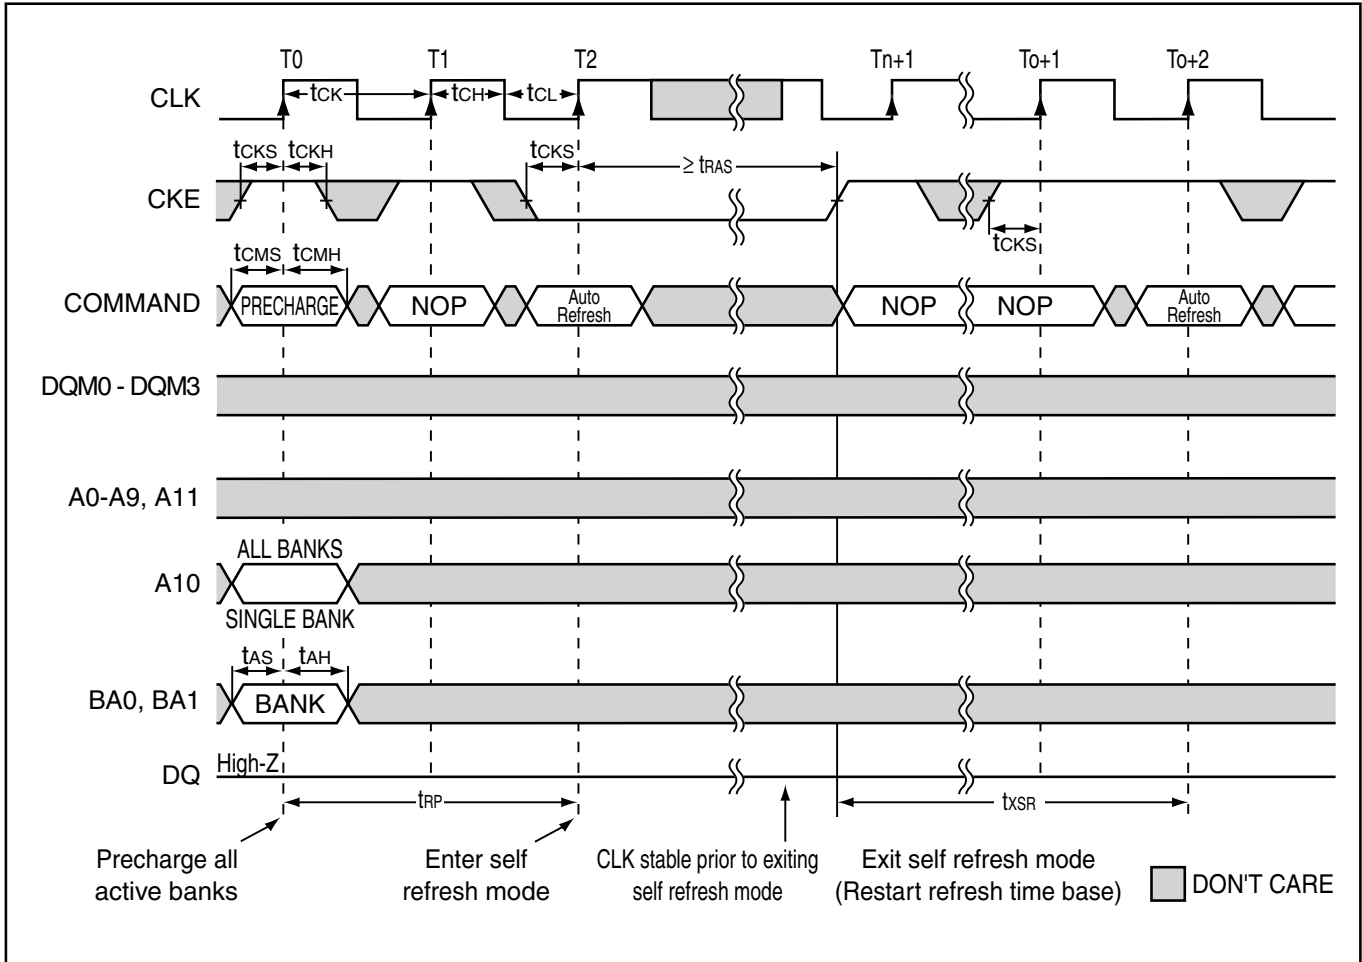 T0 T1 T2 Tn+1 To+1 To+2
CLK tCK tCH tCL
tCKS tCKH tCKS ≥ tRAS
CKE
tCKS
tCMS tCMH
COMMAND PRECHARGE NOP Auto Refresh NOP NOP Auto Refresh
DQM0 - DQM3
A0-A9, A11
ALL BANKS
A10
SINGLE BANK
tAS tAH
BA0, BA1 BANK
DQ High-Z
tRP tXSR
Precharge all
active banks
Enter self
refresh mode
CLK stable prior to exiting
self refresh mode
Exit self refresh mode
(Restart refresh time base)
DON'T CARE